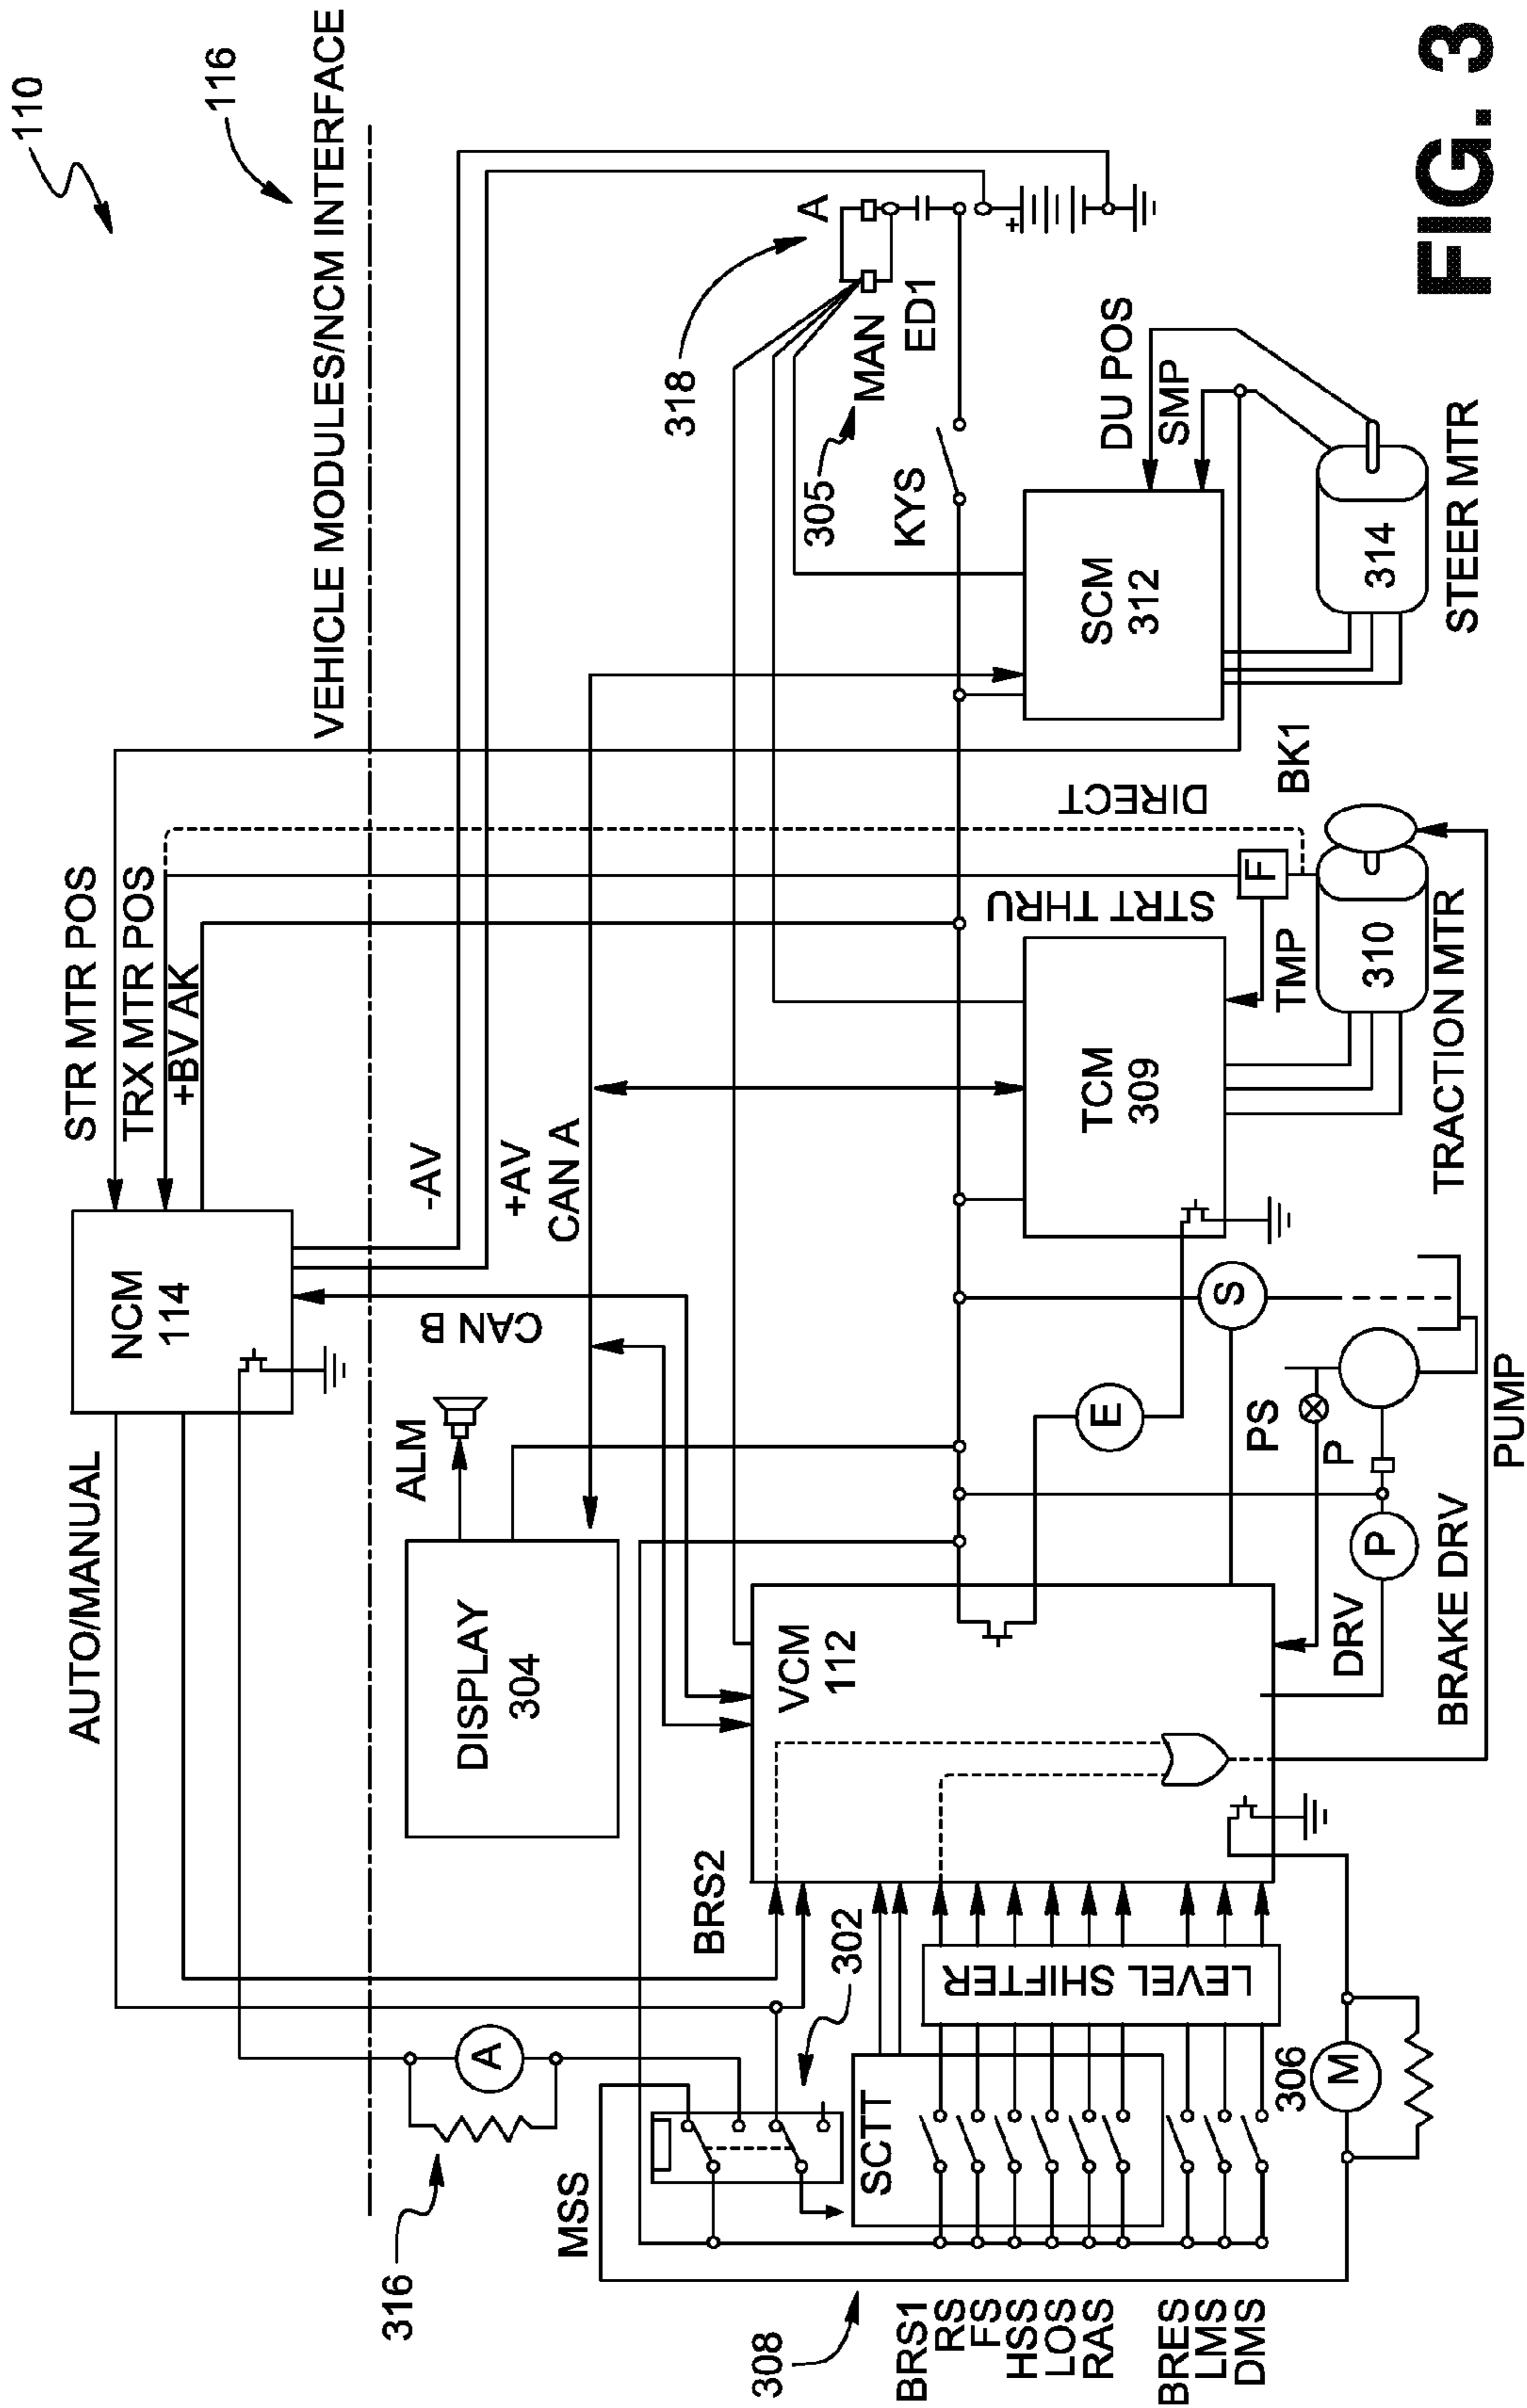 110
116
VEHICLE MODULES/NCM INTERFACE
STR MTR POS
TRX MTR POS
+BV AK
NCM
114
AUTO/MANUAL
-AV
+AV
CAN A
CAN B
ALM
DISPLAY
304
318
A
MAN
305
ED1
KYS
DU POS
SMP
SCM
312
314
STEER MTR
DIRECT
BK1
STRT THRU
F
TMP
TCM
309
310
TRACTION MTR
S
E
PS
P
PUMP
P
DRV
BRAKE DRV
VCM
112
BRS2
302
A
316
MSS
SCTT
LEVEL SHIFTER
306
M
308
BRS1
RS
FS
HSS
LOS
RAS
BRES
LMS
DMS
+
FIG. 3